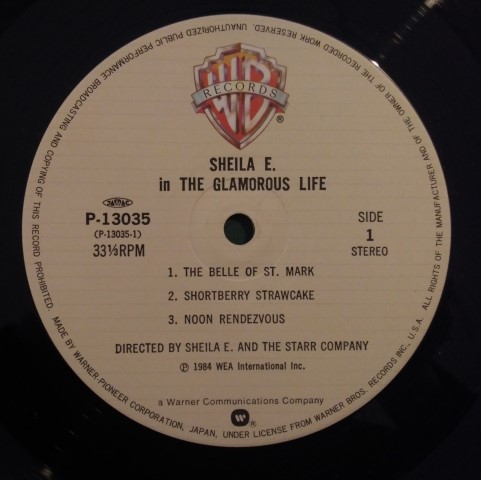 WB
RECORDS
®
SHEILA E.
in THE GLAMOROUS LIFE
P-13035
(P-13035-1)
33⅓RPM
SIDE
1
STEREO
1. THE BELLE OF ST. MARK
2. SHORTBERRY STRAWCAKE
3. NOON RENDEZVOUS
DIRECTED BY SHEILA E. AND THE STARR COMPANY
Ⓟ 1984 WEA International Inc.
a Warner Communications Company
®
MADE BY WARNER-PIONEER CORPORATION, JAPAN, UNDER LICENSE FROM WARNER BROS. RECORDS INC., U.S.A. ALL RIGHTS OF THE MANUFACTURER AND OF THE OWNER OF THE RECORDED WORK RESERVED. UNAUTHORIZED PUBLIC PERFORMANCE BROADCASTING AND COPYING OF THIS RECORD PROHIBITED.